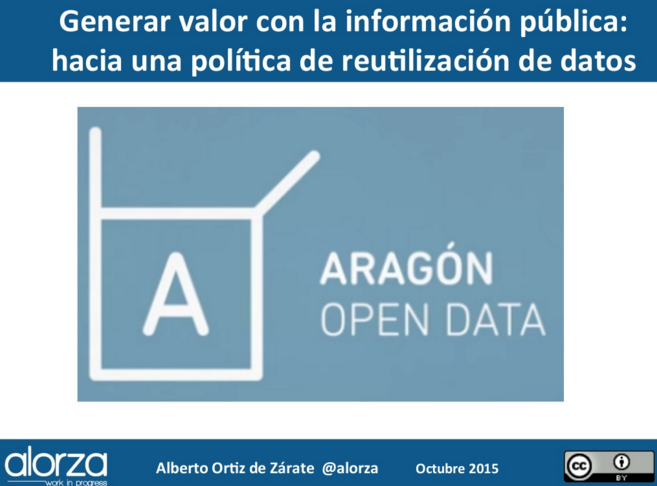 Generar valor con la información pública:
hacia una política de reutilización de datos
A
ARAGÓN
OPEN DATA
alorza
work in progress
Alberto Ortiz de Zárate @alorza
Octubre 2015
cc
BY